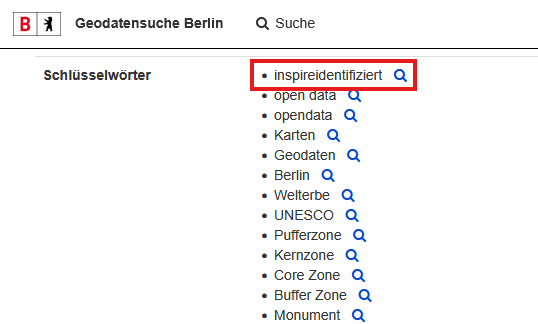 B Geodatensuche Berlin Suche
Schlüsselwörter
inspireidentifiziert
open data
opendata
Karten
Geodaten
Berlin
Welterbe
UNESCO
Pufferzone
Kernzone
Core Zone
Buffer Zone
Monument